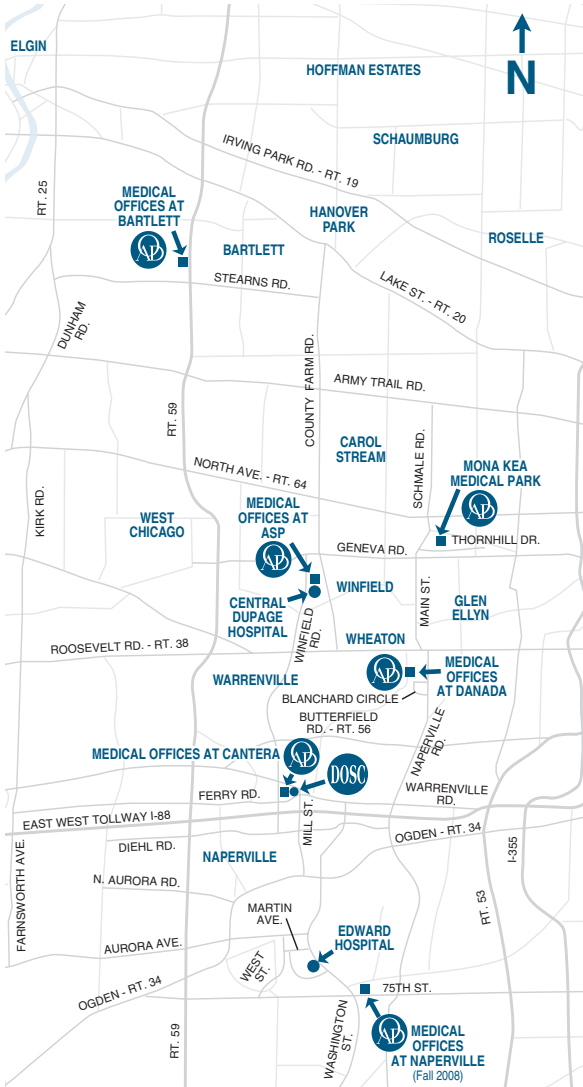 ELGIN
HOFFMAN ESTATES
N
SCHAUMBURG
IRVING PARK RD. - RT. 19
RT. 25
MEDICAL
OFFICES AT
BARTLETT
OAD
HANOVER
PARK
BARTLETT
ROSELLE
STEARNS RD.
LAKE ST. - RT. 20
DUNHAM
RD.
COUNTY FARM RD.
ARMY TRAIL RD.
RT. 59
CAROL
STREAM
SCHMALE RD.
NORTH AVE. - RT. 64
MONA KEA
MEDICAL PARK
OAD
KIRK RD.
WEST
CHICAGO
MEDICAL
OFFICES AT
ASP
OAD
THORNHILL DR.
GENEVA RD.
WINFIELD
CENTRAL
DUPAGE
HOSPITAL
WINFIELD
RD.
MAIN ST.
GLEN
ELLYN
ROOSEVELT RD. - RT. 38
WHEATON
WARRENVILLE
OAD
MEDICAL
OFFICES
AT DANADA
BLANCHARD CIRCLE
BUTTERFIELD
RD. - RT. 56
NAPERVILLE
RD.
MEDICAL OFFICES AT CANTERA
OAD
DOSC
FERRY RD.
WARRENVILLE
RD.
EAST WEST TOLLWAY I-88
MILL ST.
OGDEN - RT. 34
DIEHL RD.
NAPERVILLE
I-355
N. AURORA RD.
FARNSWORTH AVE.
RT. 53
MARTIN
AVE.
EDWARD
HOSPITAL
AURORA AVE.
WEST
ST.
OGDEN - RT. 34
75TH ST.
WASHINGTON
ST.
RT. 59
OAD
MEDICAL
OFFICES
AT NAPERVILLE
(Fall 2008)